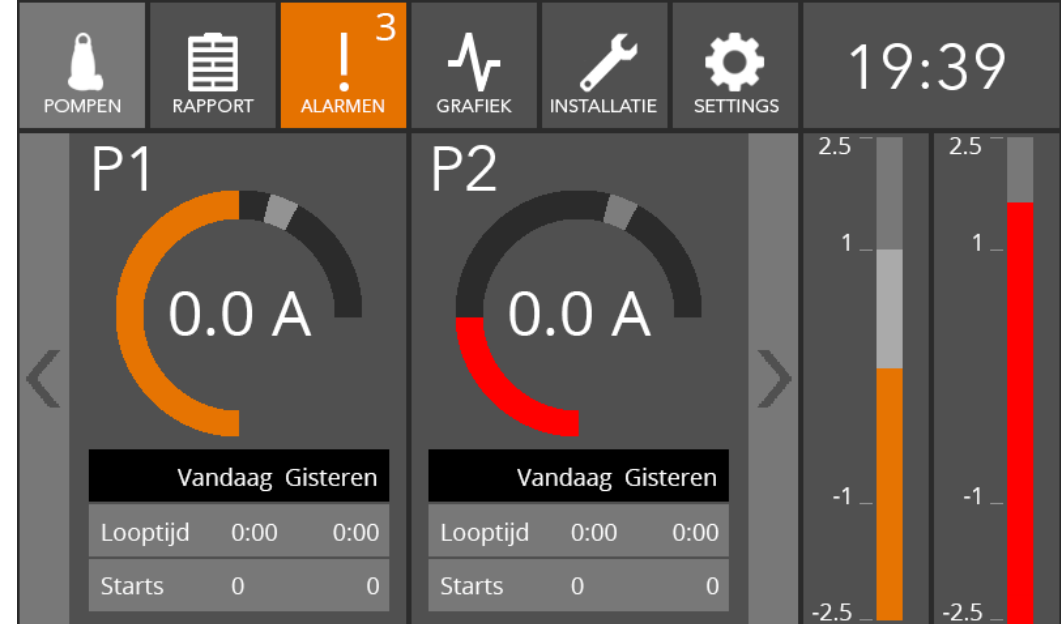 3
POMPEN RAPPORT ALARMEN GRAFIEK INSTALLATIE SETTINGS 19:39
P1 P2 2.5 2.5
1 1
0.0 A 0.0 A
Vandaag Gisteren Vandaag Gisteren
-1 -1
Looptijd 0:00 0:00 Looptijd 0:00 0:00
Starts 0 0 Starts 0 0
-2.5 -2.5